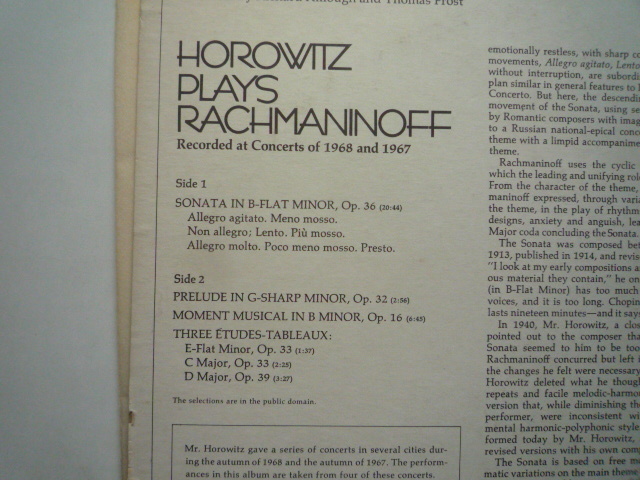 and Thomas Frost
HOROWITZ
PLAYS
RACHMANINOFF
Recorded at Concerts of 1968 and 1967
Side 1
SONATA IN B-FLAT MINOR, Op. 36 (20:44)
Allegro agitato. Meno mosso.
Non allegro; Lento. Più mosso.
Allegro molto. Poco meno mosso. Presto.
Side 2
PRELUDE IN G-SHARP MINOR, Op. 32 (2:56)
MOMENT MUSICAL IN B MINOR, Op. 16 (6:45)
THREE ÉTUDES-TABLEAUX:
E-Flat Minor, Op. 33 (1:37)
C Major, Op. 33 (2:25)
D Major, Op. 39 (3:27)
The selections are in the public domain.
Mr. Horowitz gave a series of concerts in several cities dur-
ing the autumn of 1968 and the autumn of 1967. The perform-
ances in this album are taken from four of these concerts.
emotionally restless, with sharp
movements, Allegro agitato, Lento
without interruption, are subordi
plan similar in general features to
Concerto. But here, the descendi
movement of the Sonata, using se
by Romantic composers with imag
to a Russian national-epical conc
theme with a limpid accompanime
theme.
Rachmaninoff uses the cyclic
which the leading and unifying rol
From the character of the theme,
maninoff expressed, through varia
the theme, in the play of rhythm
designs, anxiety and anguish, lea
Major coda concluding the Sonata.
The Sonata was composed bef
1913, published in 1914, and revis
"I look at my early compositions a
ous material they contain," he on
(in B-Flat Minor) has too much
voices, and it is too long. Chopin
lasts nineteen minutes—and it says
In 1940, Mr. Horowitz, a clos
pointed out to the composer tha
Sonata seemed to him to be too
Rachmaninoff concurred but left i
the changes he felt were necessary
Horowitz deleted what he though
repeats and facile melodic-harmon
version that, while diminishing the
performer, were inconsistent wi
mental harmonic-polyphonic style
formed today by Mr. Horowitz,
revised versions with his own com
The Sonata is based on free m
matic variations on the main theme